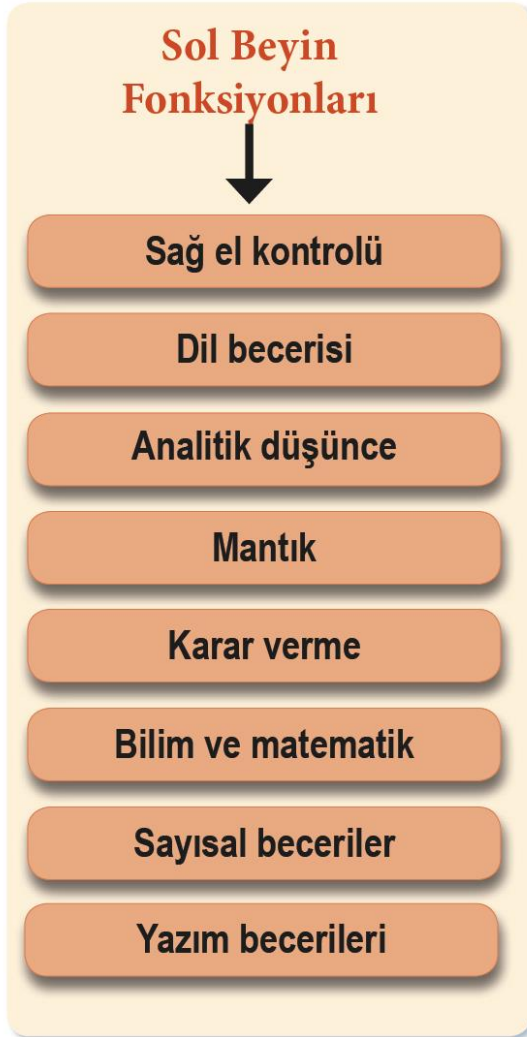 Sol Beyin
Fonksiyonları
Sağ el kontrolü
Dil becerisi
Analitik düşünce
Mantık
Karar verme
Bilim ve matematik
Sayısal beceriler
Yazım becerileri